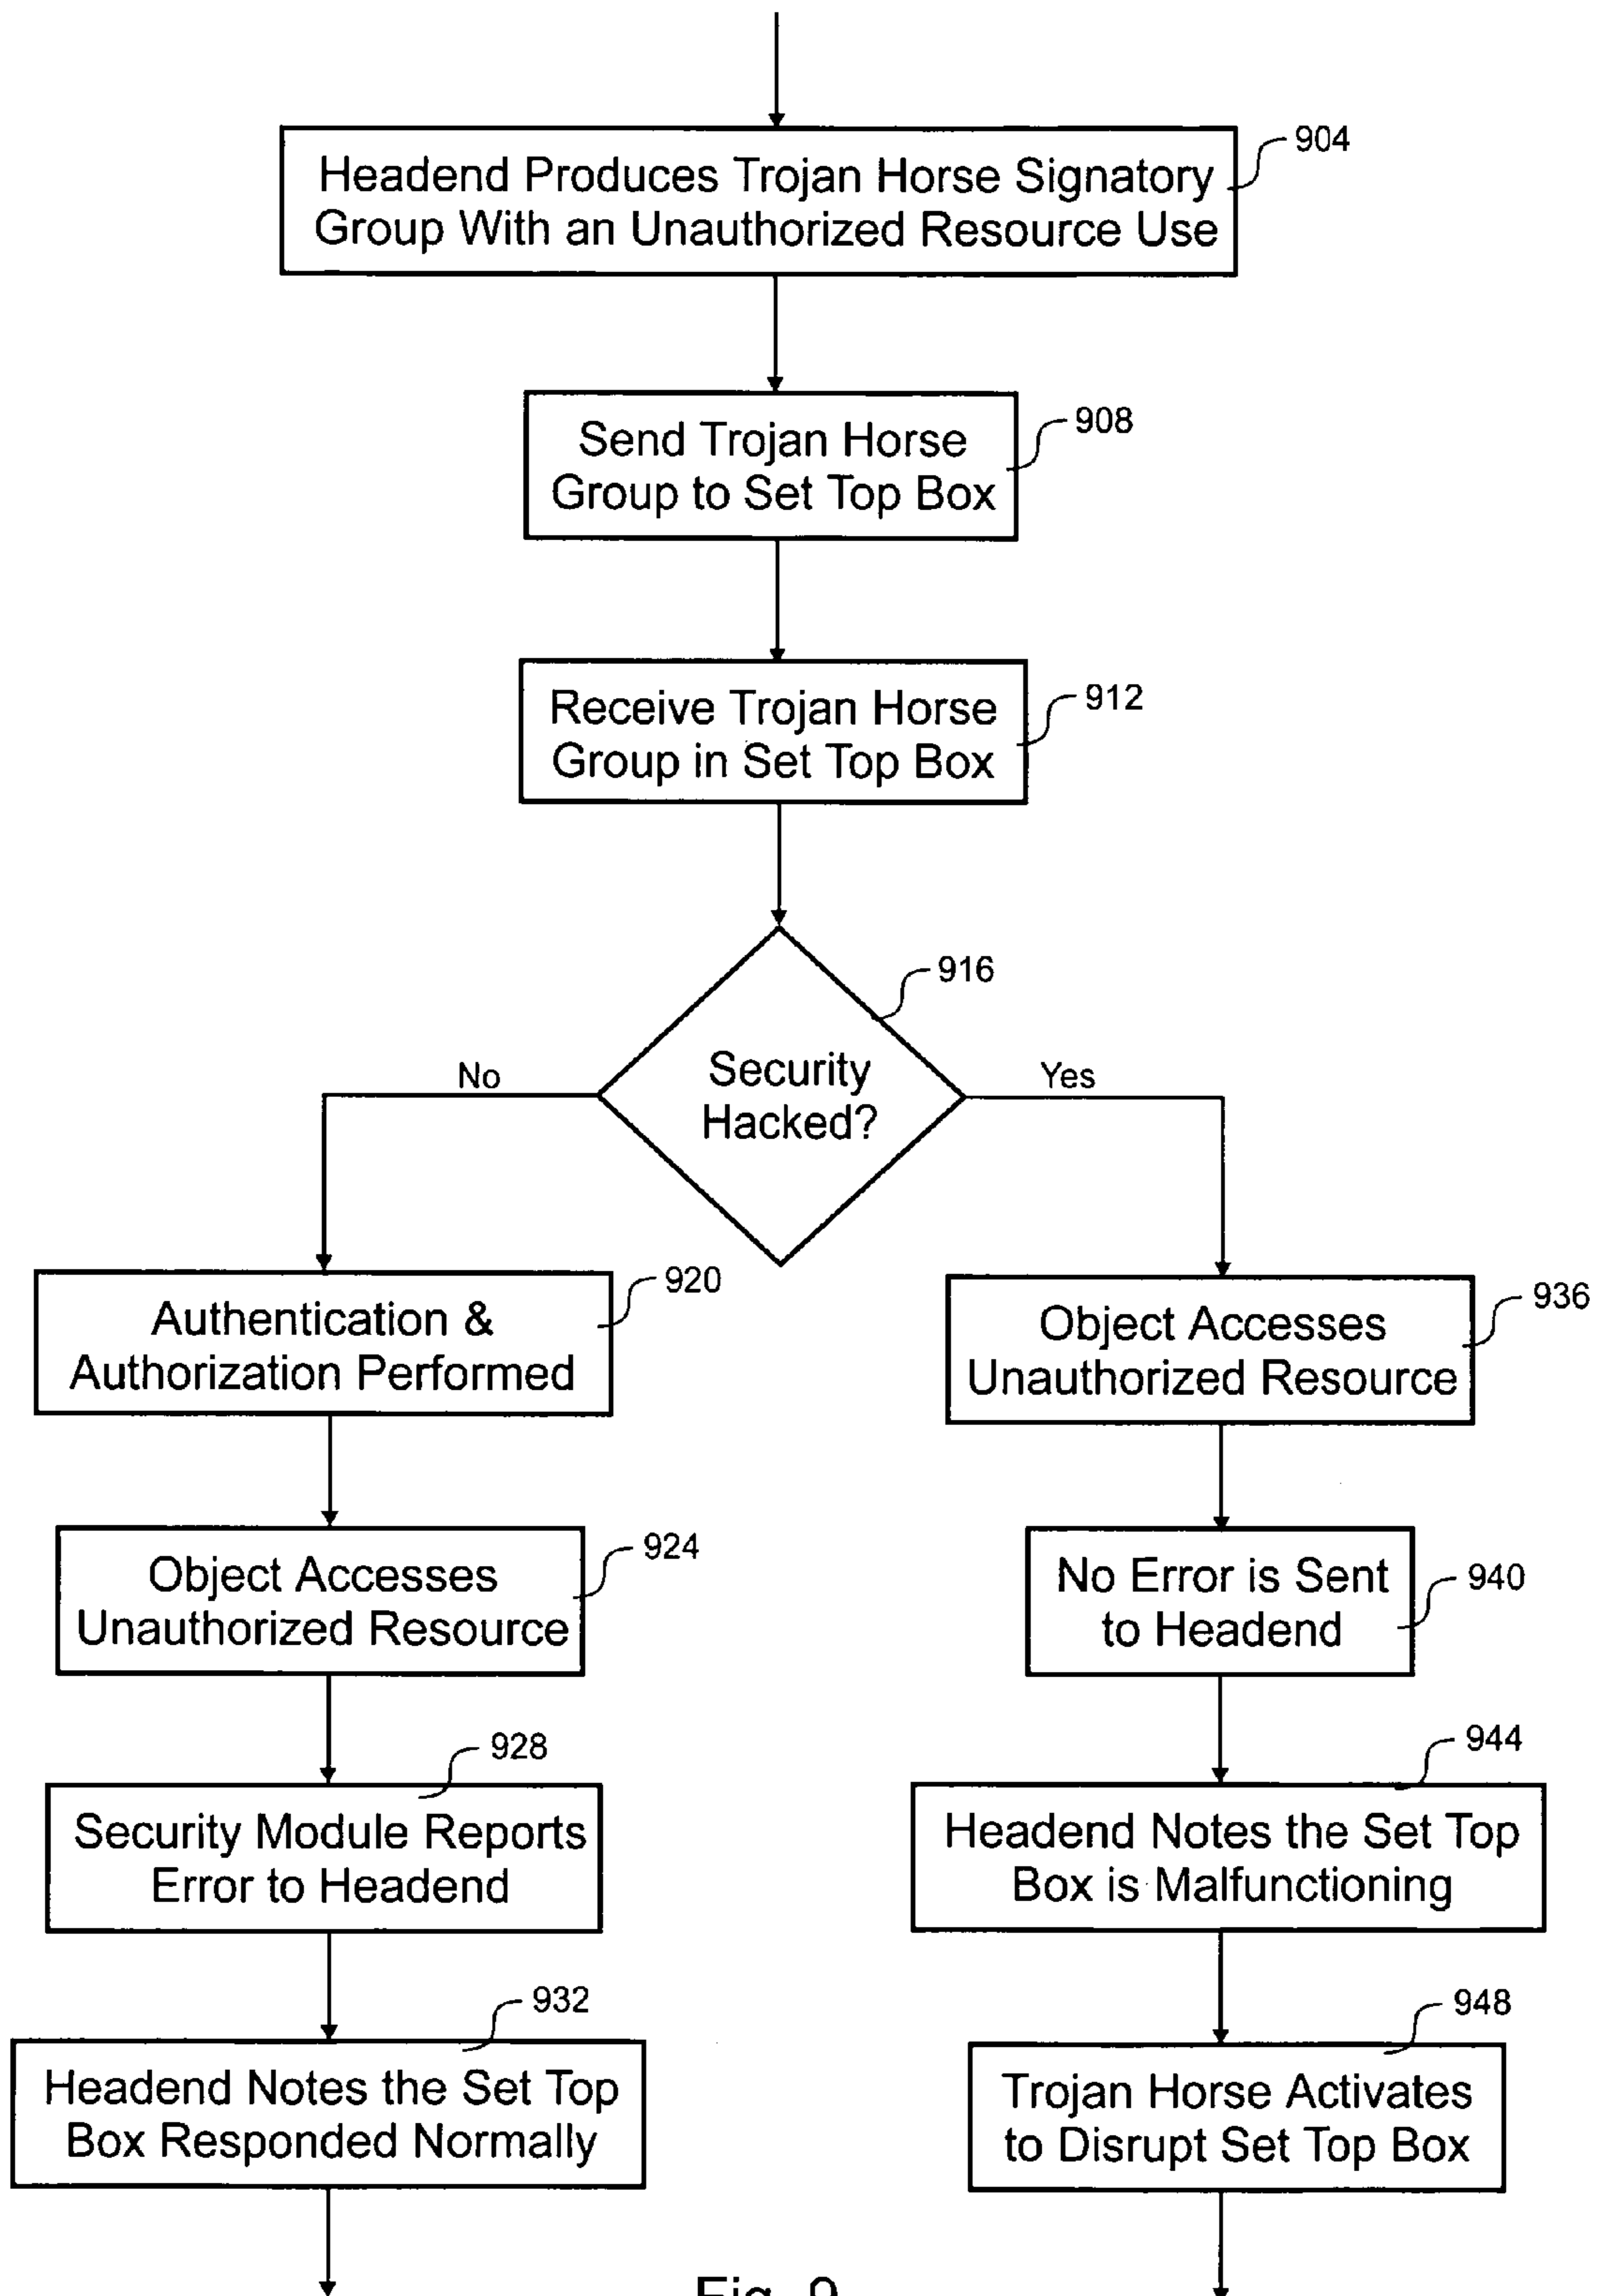 904
Headend Produces Trojan Horse Signatory
Group With an Unauthorized Resource Use
908
Send Trojan Horse
Group to Set Top Box
912
Receive Trojan Horse
Group in Set Top Box
916
Security
Hacked?
No
Yes
920
Authentication &
Authorization Performed
924
Object Accesses
Unauthorized Resource
928
Security Module Reports
Error to Headend
932
Headend Notes the Set Top
Box Responded Normally
936
Object Accesses
Unauthorized Resource
940
No Error is Sent
to Headend
944
Headend Notes the Set Top
Box is Malfunctioning
948
Trojan Horse Activates
to Disrupt Set Top Box
Fig. 9